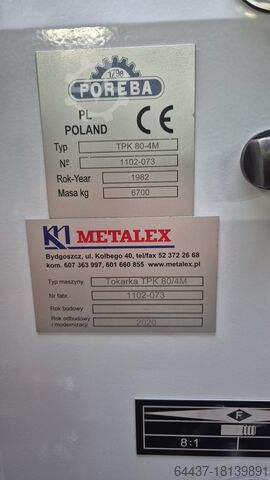 1798
POREBA
PL
POLAND CE
Typ TPK 80-4M
Nº 1102-073
Rok-Year 1982
Masa kg 6700
KM METALEX
Bydgoszcz, ul. Kolbego 40, tel/fax 52 372 26 68
kom. 607 363 997, 601 660 855 www.metalex.pl
Typ maszyny Tokarka TPK 80/4M
Nr fabr. 1102-073
Rok budowy -
Rok odbudowy
i modernizacji 2020
F
8:1
64437-18139891